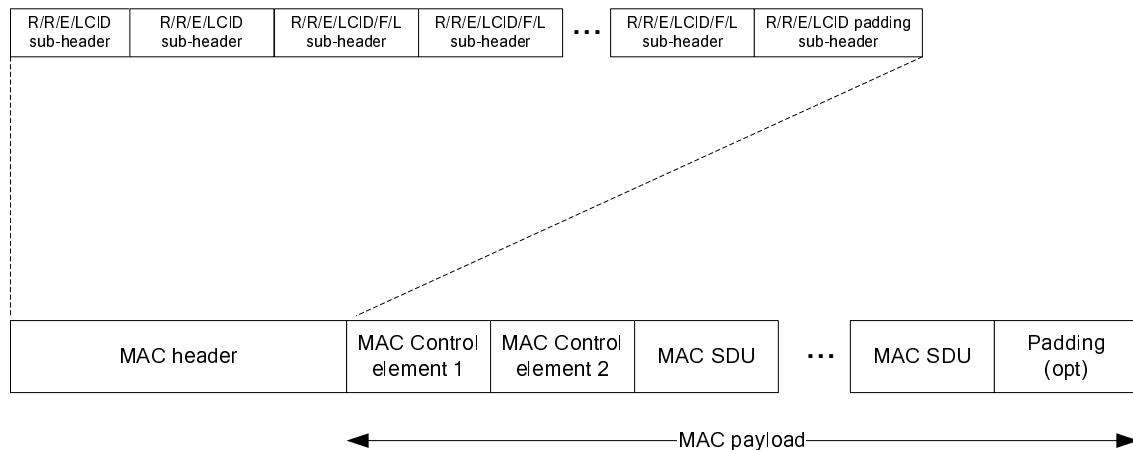 R/R/E/LCID
sub-header
R/R/E/LCID
sub-header
R/R/E/LCID/F/L
sub-header
R/R/E/LCID/F/L
sub-header
...
R/R/E/LCID/F/L
sub-header
R/R/E/LCID padding
sub-header
MAC header
MAC Control
element 1
MAC Control
element 2
MAC SDU
...
MAC SDU
Padding
(opt)
MAC payload